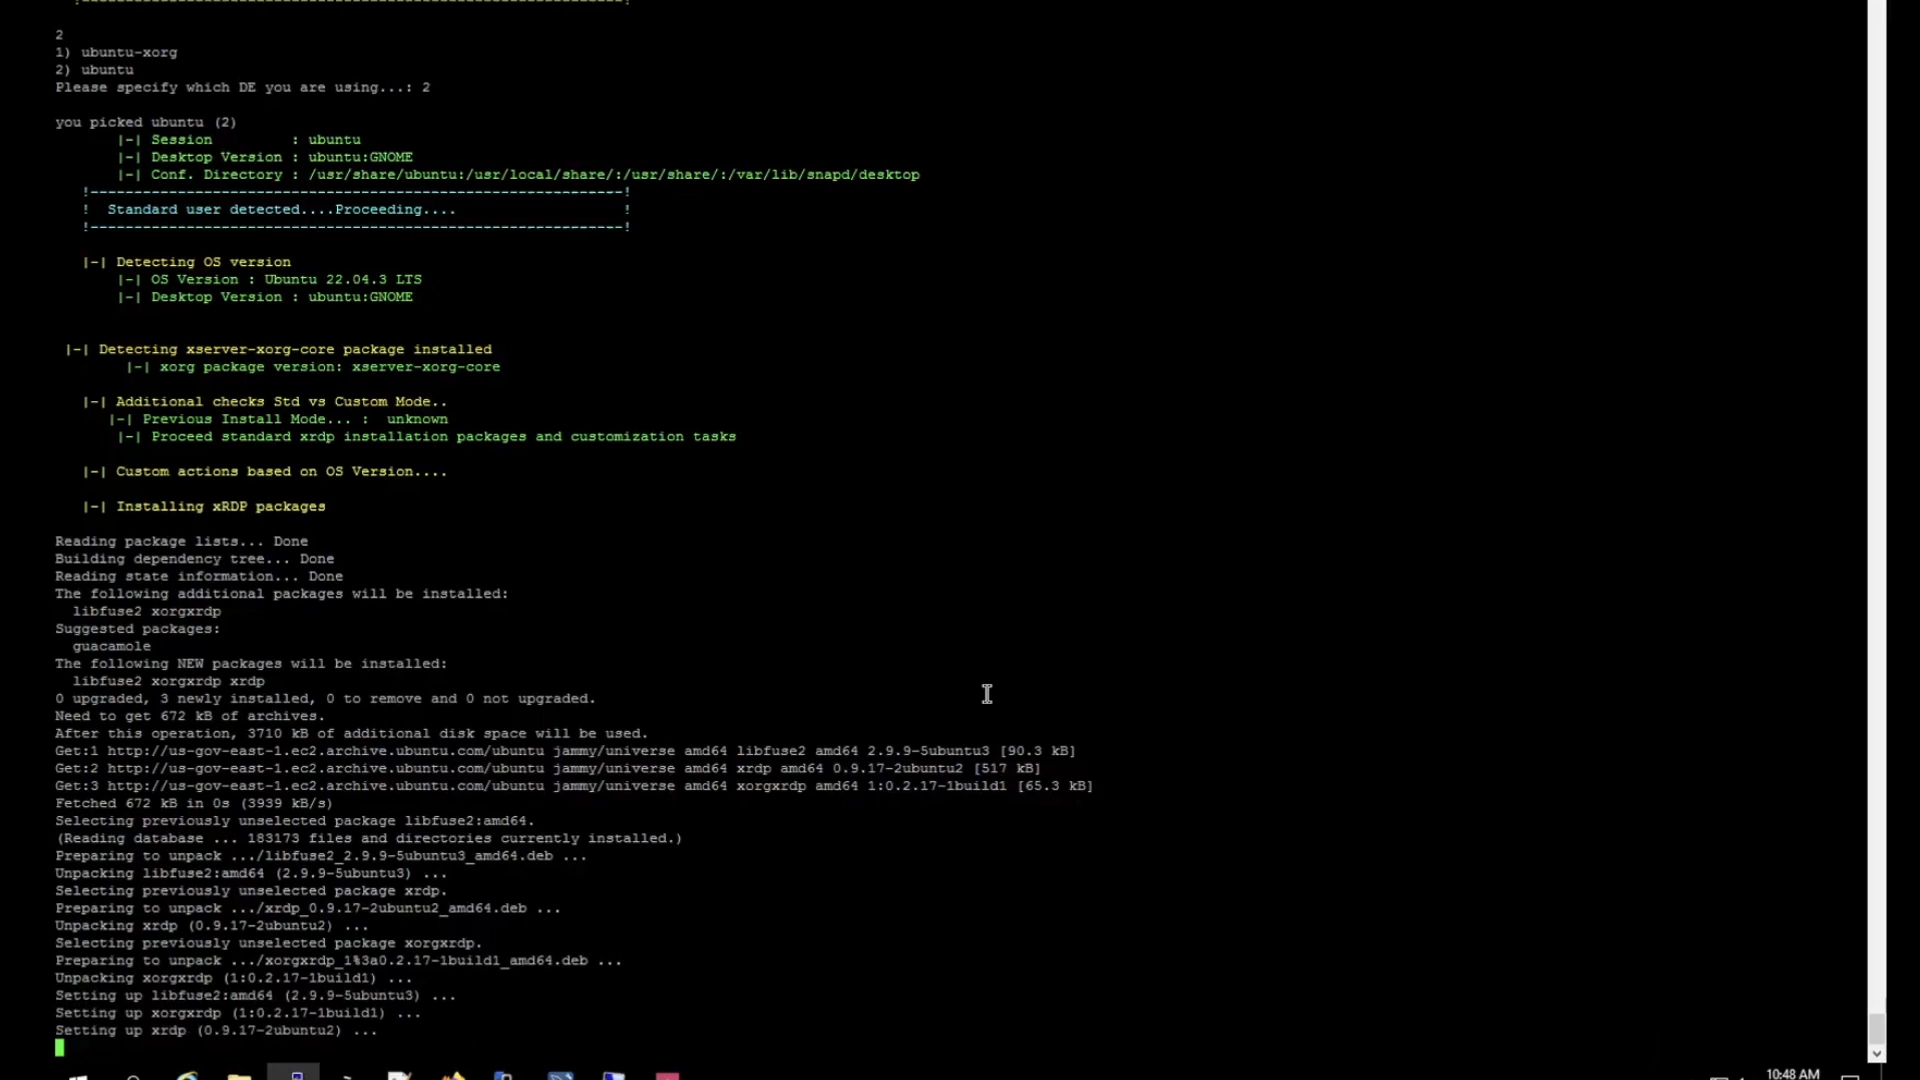 2
1) ubuntu-xorg
2) ubuntu
Please specify which DE you are using...: 2
you picked ubuntu (2)
|-| Session : ubuntu
|-| Desktop Version : ubuntu:GNOME
|-| Conf. Directory : /usr/share/ubuntu:/usr/local/share/:/usr/share/:/var/lib/snapd/desktop
!-------------------------------------------------------------!
! Standard user detected....Proceeding.... !
!-------------------------------------------------------------!
|-| Detecting OS version
|-| OS Version : Ubuntu 22.04.3 LTS
|-| Desktop Version : ubuntu:GNOME
|-| Detecting xserver-xorg-core package installed
|-| xorg package version: xserver-xorg-core
|-| Additional checks Std vs Custom Mode..
|-| Previous Install Mode... : unknown
|-| Proceed standard xrdp installation packages and customization tasks
|-| Custom actions based on OS Version....
|-| Installing xRDP packages
Reading package lists... Done
Building dependency tree... Done
Reading state information... Done
The following additional packages will be installed:
libfuse2 xorgxrdp
Suggested packages:
guacamole
The following NEW packages will be installed:
libfuse2 xorgxrdp xrdp
0 upgraded, 3 newly installed, 0 to remove and 0 not upgraded.
Need to get 672 kB of archives.
After this operation, 3710 kB of additional disk space will be used.
Get:1 http://us-gov-east-1.ec2.archive.ubuntu.com/ubuntu jammy/universe amd64 libfuse2 amd64 2.9.9-5ubuntu3 [90.3 kB]
Get:2 http://us-gov-east-1.ec2.archive.ubuntu.com/ubuntu jammy/universe amd64 xrdp amd64 0.9.17-2ubuntu2 [517 kB]
Get:3 http://us-gov-east-1.ec2.archive.ubuntu.com/ubuntu jammy/universe amd64 xorgxrdp amd64 1:0.2.17-1build1 [65.3 kB]
Fetched 672 kB in 0s (3939 kB/s)
Selecting previously unselected package libfuse2:amd64.
(Reading database ... 183173 files and directories currently installed.)
Preparing to unpack .../libfuse2_2.9.9-5ubuntu3_amd64.deb ...
Unpacking libfuse2:amd64 (2.9.9-5ubuntu3) ...
Selecting previously unselected package xrdp.
Preparing to unpack .../xrdp_0.9.17-2ubuntu2_amd64.deb ...
Unpacking xrdp (0.9.17-2ubuntu2) ...
Selecting previously unselected package xorgxrdp.
Preparing to unpack .../xorgxrdp_1%3a0.2.17-1build1_amd64.deb ...
Unpacking xorgxrdp (1:0.2.17-1build1) ...
Setting up libfuse2:amd64 (2.9.9-5ubuntu3) ...
Setting up xorgxrdp (1:0.2.17-1build1) ...
Setting up xrdp (0.9.17-2ubuntu2) ...
10:48 AM